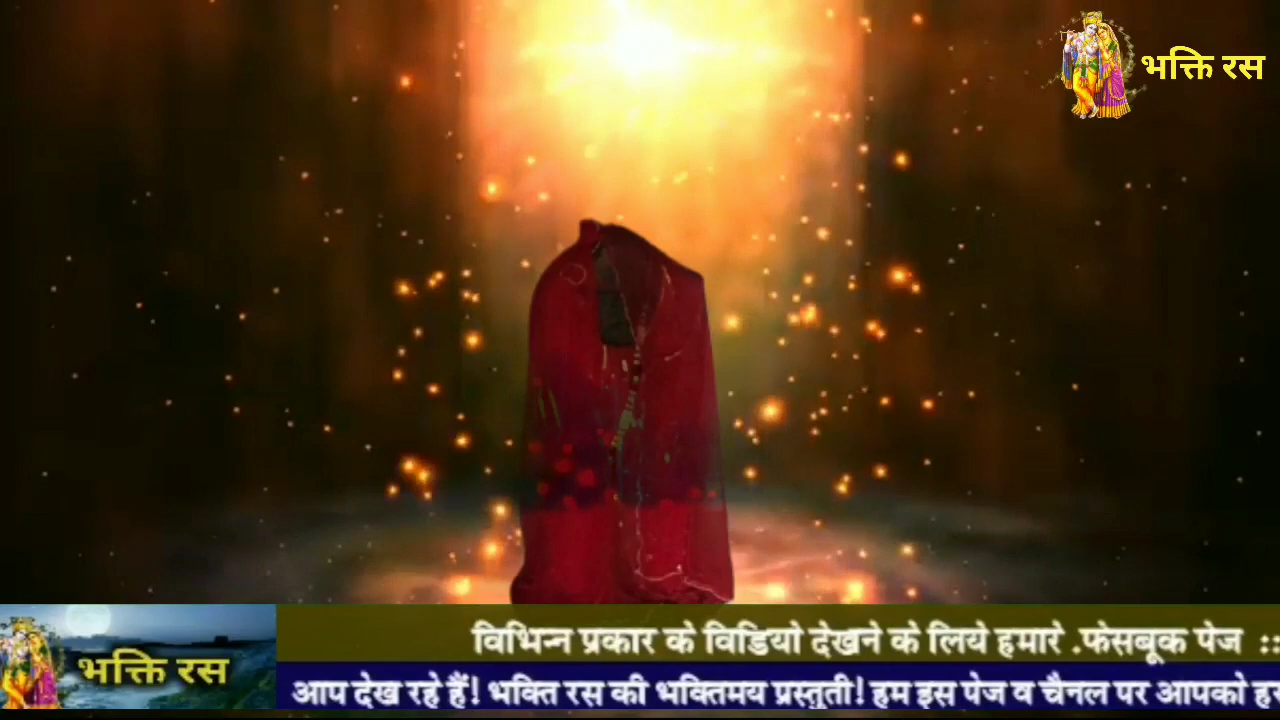 भक्ति रस
विभिन्न प्रकार के विडियो देखने के लिये हमारे .फेसबूक पेज ::
भक्ति रस
आप देख रहे हैं! भक्ति रस की भक्तिमय प्रस्तुती! हम इस पेज व चैनल पर आपको